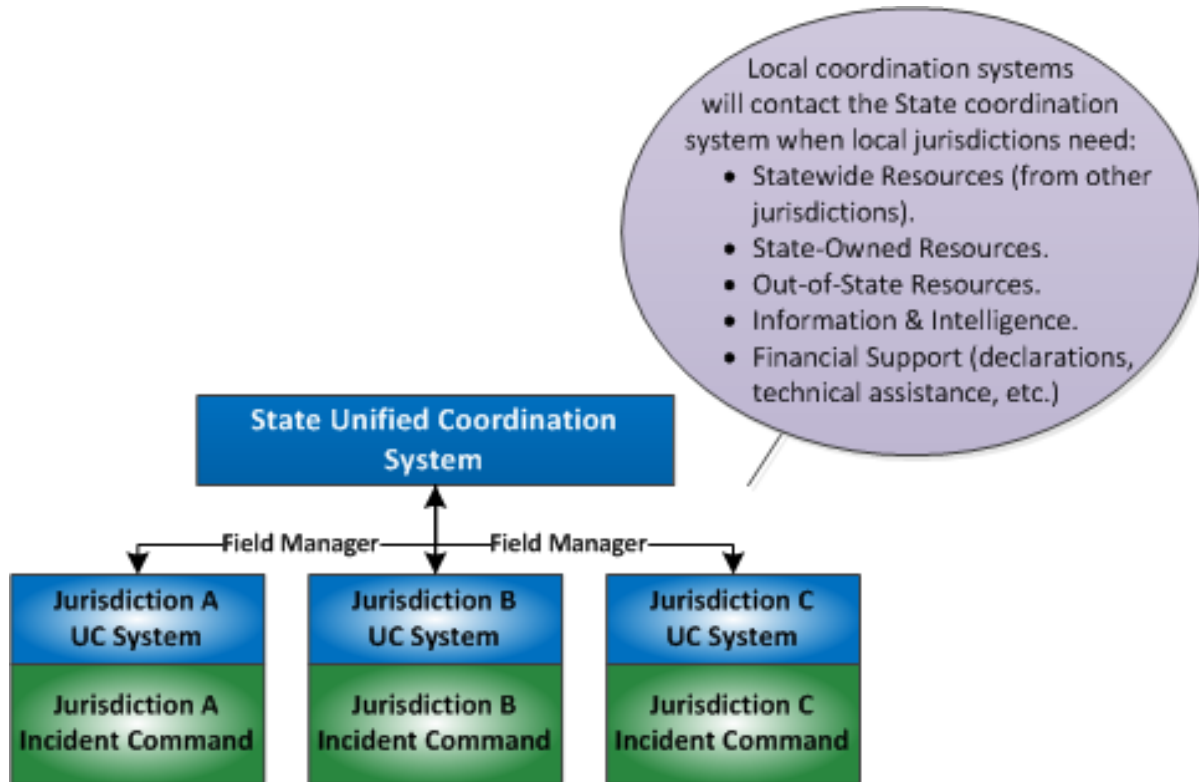 Local coordination systems
will contact the State coordination
system when local jurisdictions need:
• Statewide Resources (from other
jurisdictions).
• State-Owned Resources.
• Out-of-State Resources.
• Information & Intelligence.
• Financial Support (declarations,
technical assistance, etc.)
State Unified Coordination
System
Field Manager
Field Manager
Jurisdiction A
UC System
Jurisdiction B
UC System
Jurisdiction C
UC System
Jurisdiction A
Incident Command
Jurisdiction B
Incident Command
Jurisdiction C
Incident Command